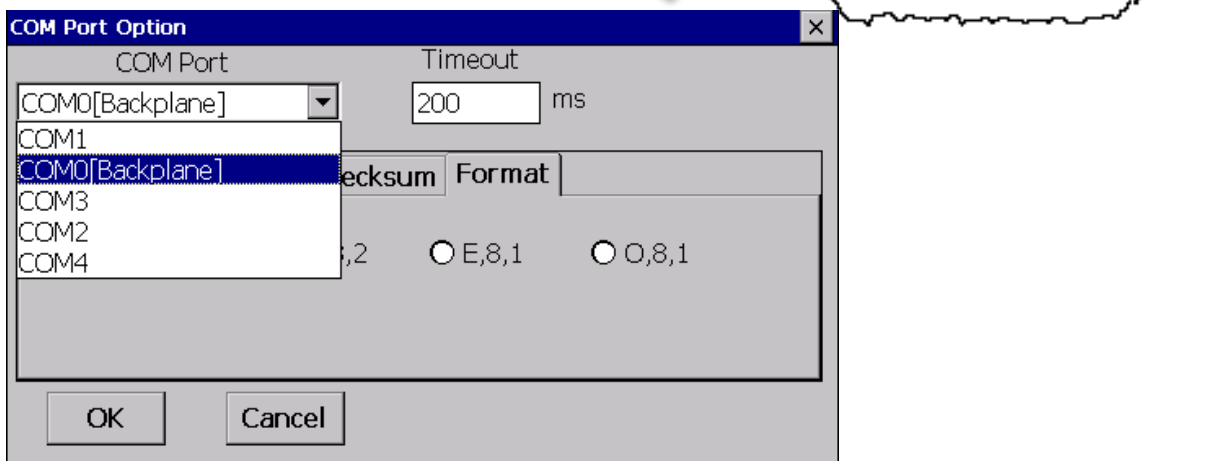 COM Port Option
COM Port Timeout
COM0[Backplane] 200 ms
COM1
COM0[Backplane]
COM3
COM2
COM4
ecksum Format
,2 E,8,1 O,8,1
OK Cancel